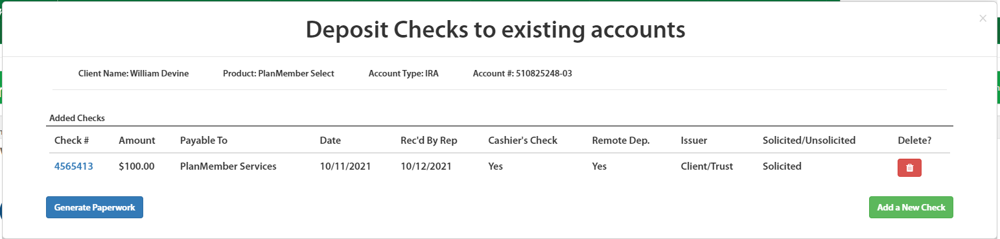 Deposit Checks to existing accounts
×
Client Name: William Devine Product: PlanMember Select Account Type: IRA Account #: 510825248-03
Added Checks
Check # Amount Payable To Date Rec'd By Rep Cashier's Check Remote Dep. Issuer Solicited/Unsolicited Delete?
4565413 $100.00 PlanMember Services 10/11/2021 10/12/2021 Yes Yes Client/Trust Solicited
Generate Paperwork Add a New Check